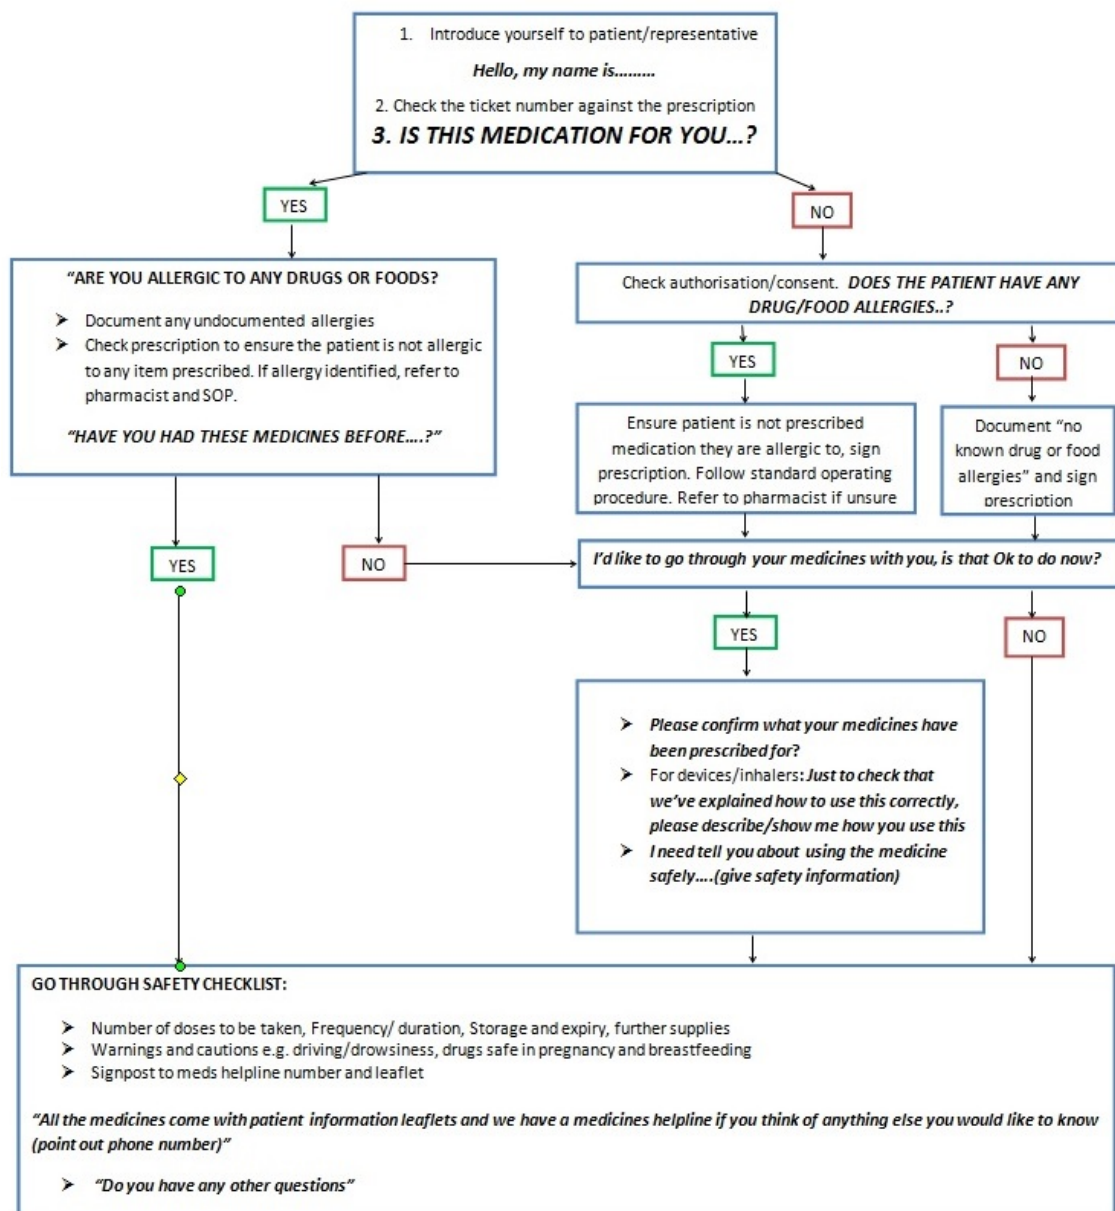 1. Introduce yourself to patient/representative
Hello, my name is.........
2. Check the ticket number against the prescription
3. IS THIS MEDICATION FOR YOU...?
YES
NO
"ARE YOU ALLERGIC TO ANY DRUGS OR FOODS?
➤ Document any undocumented allergies
➤ Check prescription to ensure the patient is not allergic
to any item prescribed. If allergy identified, refer to
pharmacist and SOP.
"HAVE YOU HAD THESE MEDICINES BEFORE....?"
Check authorisation/consent. DOES THE PATIENT HAVE ANY
DRUG/FOOD ALLERGIES..?
YES
NO
Ensure patient is not prescribed
medication they are allergic to, sign
prescription. Follow standard operating
procedure. Refer to pharmacist if unsure
Document "no
known drug or food
allergies" and sign
prescription
YES
NO
I'd like to go through your medicines with you, is that Ok to do now?
YES
NO
➤ Please confirm what your medicines have
been prescribed for?
➤ For devices/inhalers: Just to check that
we've explained how to use this correctly,
please describe/show me how you use this
➤ I need tell you about using the medicine
safely....(give safety information)
GO THROUGH SAFETY CHECKLIST:
➤ Number of doses to be taken, Frequency/ duration, Storage and expiry, further supplies
➤ Warnings and cautions e.g. driving/drowsiness, drugs safe in pregnancy and breastfeeding
➤ Signpost to meds helpline number and leaflet
"All the medicines come with patient information leaflets and we have a medicines helpline if you think of anything else you would like to know
(point out phone number)"
➤ "Do you have any other questions"